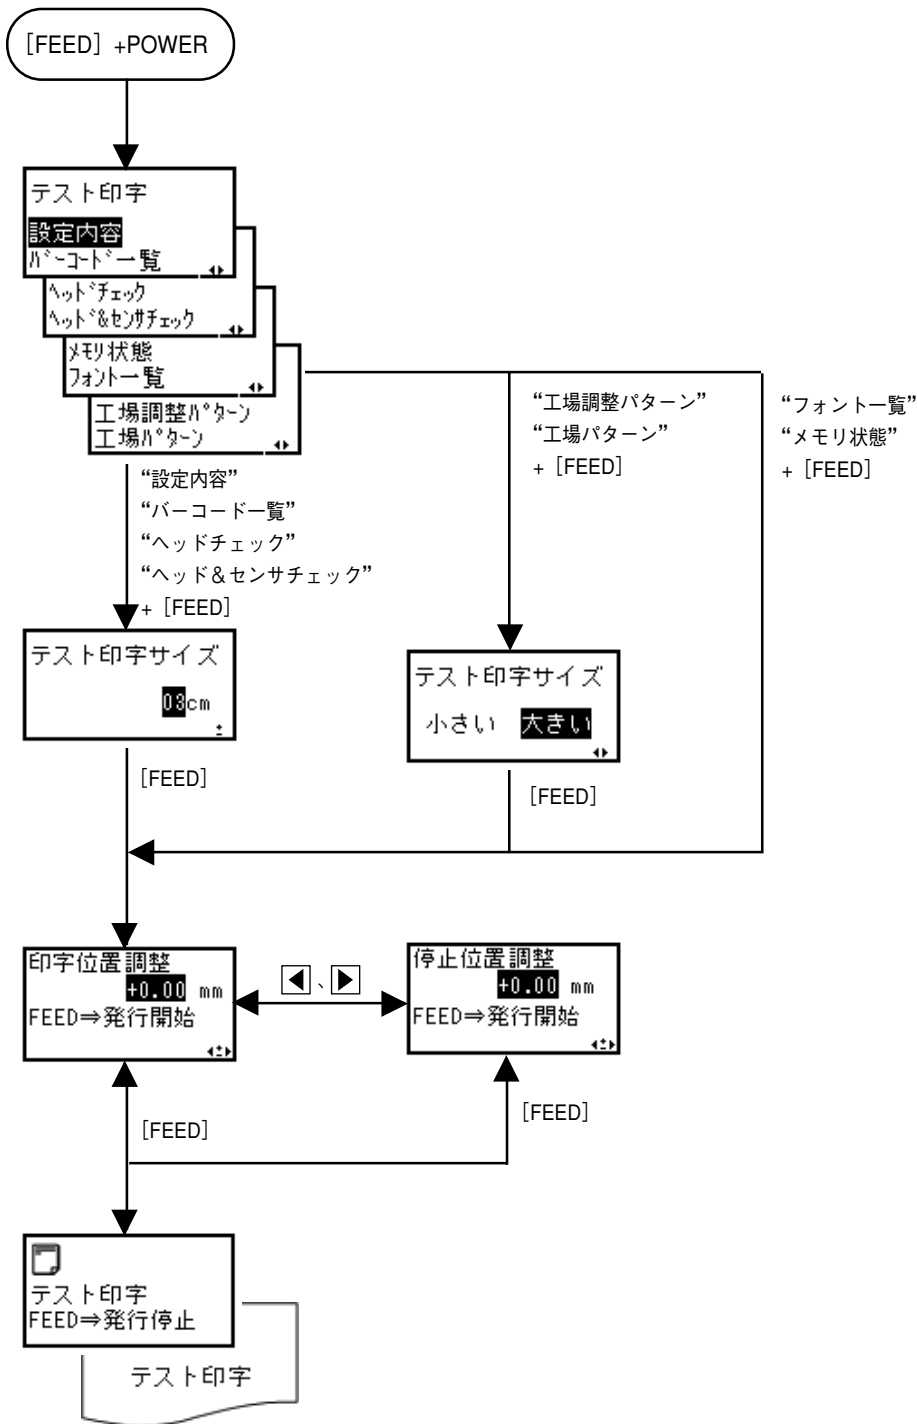 ［FEED］+POWER
テスト印字
設定内容
ﾊﾞｰｺｰﾄﾞ一覧
ﾍｯﾄﾞﾁｪｯｸ
ﾍｯﾄﾞ&ｾﾝｻﾁｪｯｸ
ﾒﾓﾘ状態
ﾌｫﾝﾄ一覧
工場調整ﾊﾟﾀｰﾝ
工場ﾊﾟﾀｰﾝ
“設定内容”
“バーコード一覧”
“ヘッドチェック”
“ヘッド＆センサチェック”
+［FEED］
“工場調整パターン”
“工場パターン”
+［FEED］
“フォント一覧”
“メモリ状態”
+［FEED］
テスト印字サイズ
03cm
±
テスト印字サイズ
小さい 大きい
［FEED］
［FEED］
印字位置調整
+0.00 mm
FEED⇒発行開始
±
◀、▶
停止位置調整
+0.00 mm
FEED⇒発行開始
±
［FEED］
［FEED］
テスト印字
FEED⇒発行停止
テスト印字